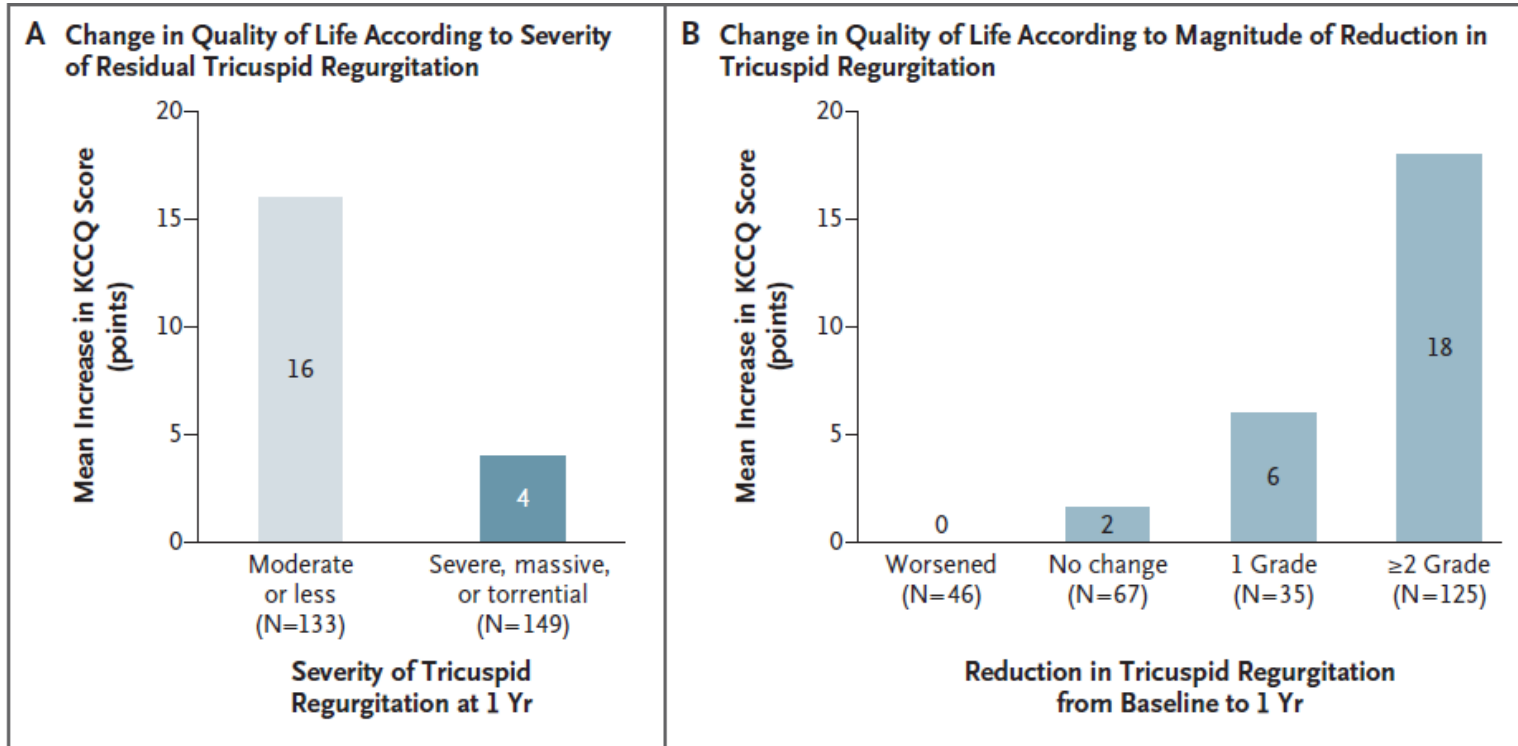 A Change in Quality of Life According to Severity
of Residual Tricuspid Regurgitation
Mean Increase in KCCQ Score
(points)
20
15
10
5
0
16
4
Moderate
or less
(N=133)
Severe, massive,
or torrential
(N=149)
Severity of Tricuspid
Regurgitation at 1 Yr
B Change in Quality of Life According to Magnitude of Reduction in
Tricuspid Regurgitation
Mean Increase in KCCQ Score
(points)
20
15
10
5
0
0
2
6
18
Worsened
(N=46)
No change
(N=67)
1 Grade
(N=35)
≥2 Grade
(N=125)
Reduction in Tricuspid Regurgitation
from Baseline to 1 Yr